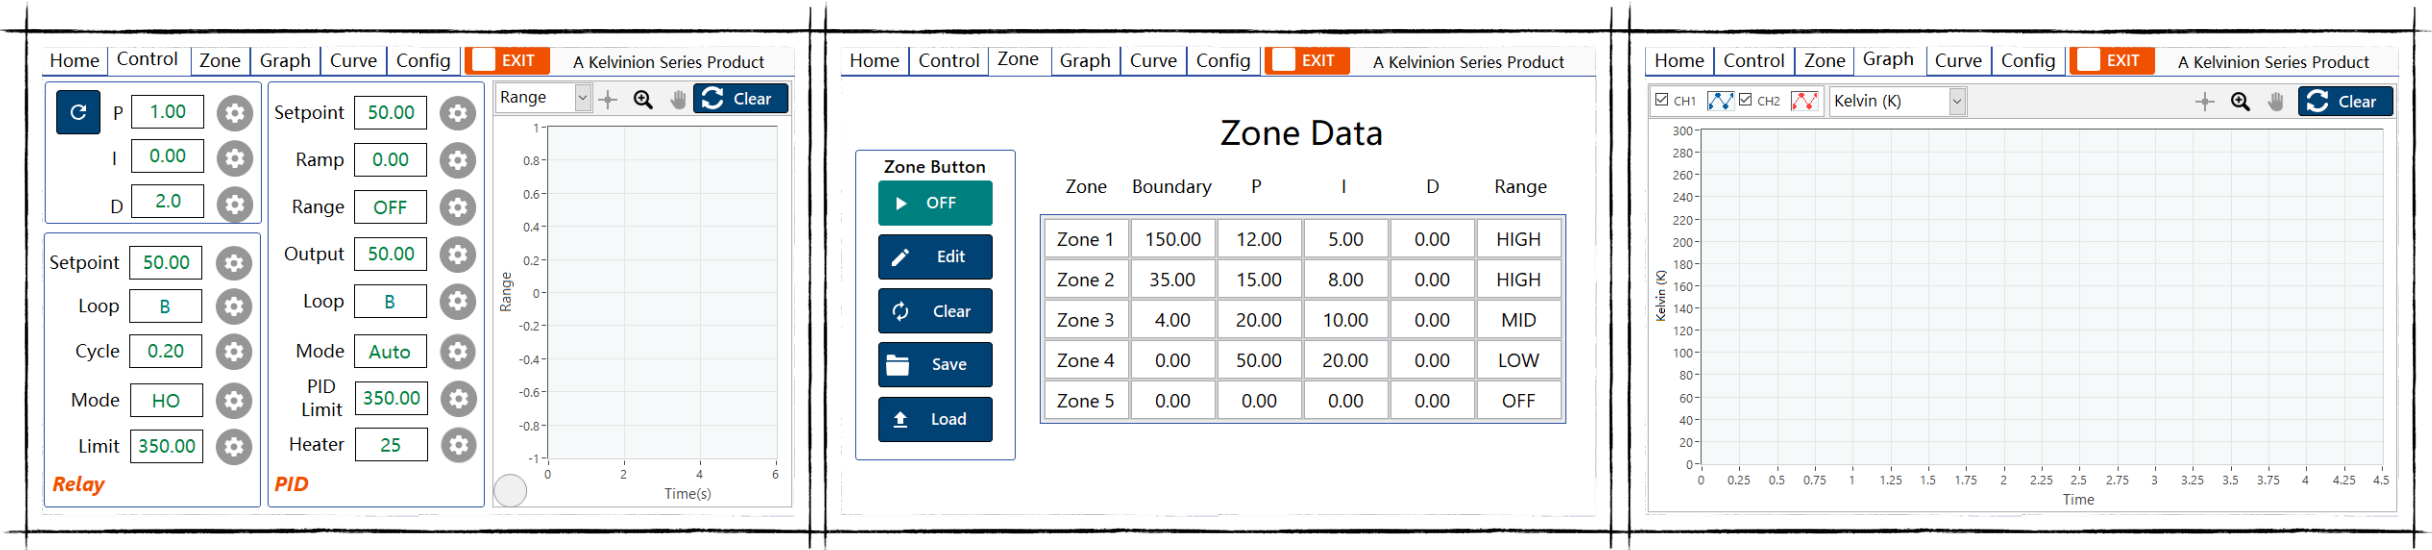 Home Control Zone Graph Curve Config EXIT A Kelvinion Series Product
P 1.00
I 0.00
D 2.0
Setpoint 50.00
Loop B
Cycle 0.20
Mode HO
Limit 350.00
Relay
Setpoint 50.00
Ramp 0.00
Range OFF
Output 50.00
Loop B
Mode Auto
PID
Limit 350.00
Heater 25
PID
Range Clear
Range
1
0.8
0.6
0.4
0.2
0
-0.2
-0.4
-0.6
-0.8
-1
0 2 4 6
Time(s)
Home Control Zone Graph Curve Config EXIT A Kelvinion Series Product
Zone Button
OFF
Edit
Clear
Save
Load
Zone Data
Zone Boundary P I D Range
Zone 1 150.00 12.00 5.00 0.00 HIGH
Zone 2 35.00 15.00 8.00 0.00 HIGH
Zone 3 4.00 20.00 10.00 0.00 MID
Zone 4 0.00 50.00 20.00 0.00 LOW
Zone 5 0.00 0.00 0.00 0.00 OFF
Home Control Zone Graph Curve Config EXIT A Kelvinion Series Product
CH1 CH2 Kelvin (K) Clear
Kelvin (K)
300
280
260
240
220
200
180
160
140
120
100
80
60
40
20
0
0 0.25 0.5 0.75 1 1.25 1.5 1.75 2 2.25 2.5 2.75 3 3.25 3.5 3.75 4 4.25 4.5
Time